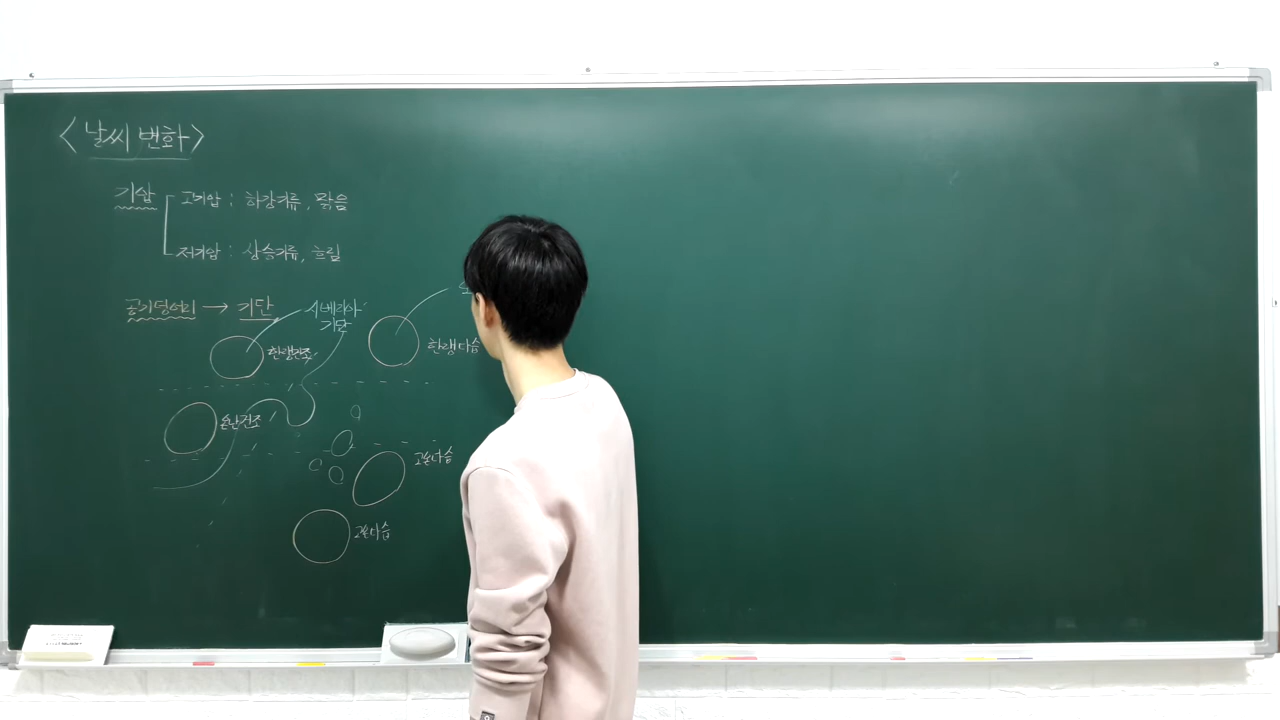 <날씨 변화>
기압
고기압 : 하강기류, 맑음
저기압 : 상승기류, 흐림
공기덩어리 → 기단
시베리아
기단
한랭건조
한랭다습
오
온난건조
고온다습
고온다습